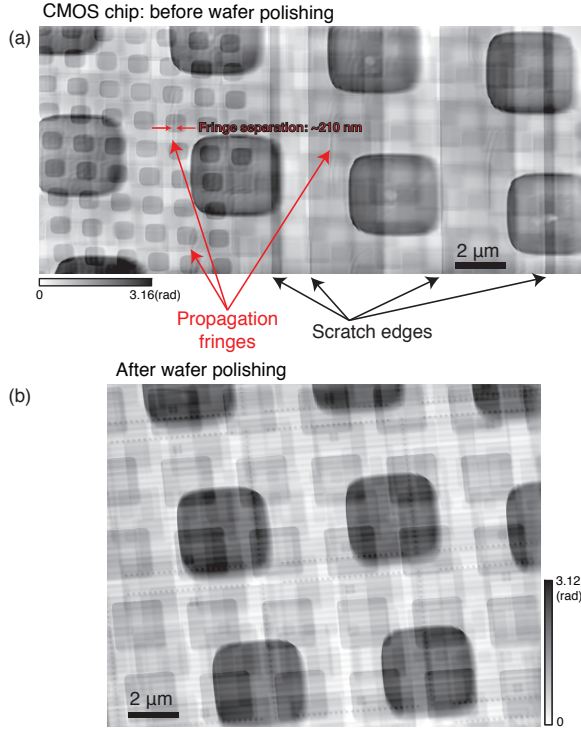 CMOS chip: before wafer polishing
(a)
Fringe separation: ~210 nm
2 μm
0 3.16(rad)
Propagation
fringes
Scratch edges
After wafer polishing
(b)
3.12
(rad)
2 μm
0